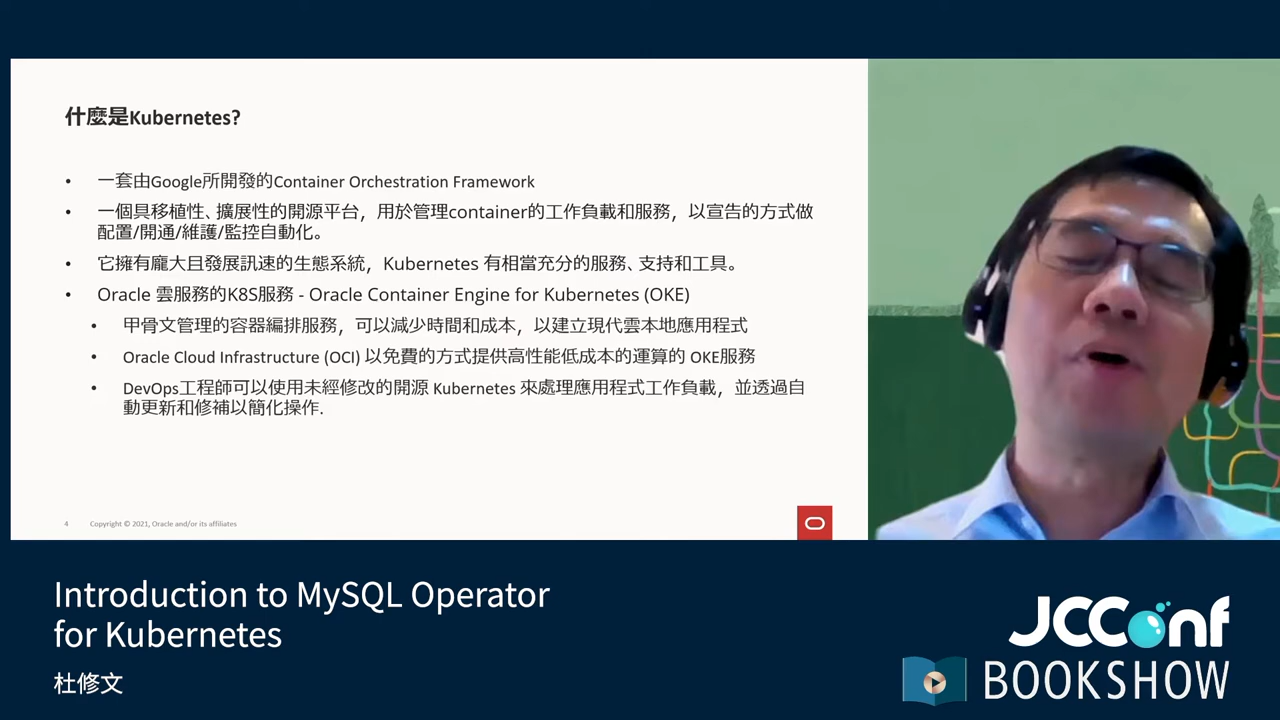 什麼是Kubernetes?
• 一套由Google所開發的Container Orchestration Framework
• 一個具移植性、擴展性的開源平台，用於管理container的工作負載和服務，以宣告的方式做
配置/開通/維護/監控自動化。
• 它擁有龐大且發展訊速的生態系統，Kubernetes 有相當充分的服務、支持和工具。
• Oracle 雲服務的K8S服務 - Oracle Container Engine for Kubernetes (OKE)
• 甲骨文管理的容器編排服務，可以減少時間和成本，以建立現代雲本地應用程式
• Oracle Cloud Infrastructure (OCI) 以免費的方式提供高性能低成本的運算的 OKE服務
• DevOps工程師可以使用未經修改的開源 Kubernetes 來處理應用程式工作負載，並透過自
動更新和修補以簡化操作.
4 Copyright © 2021, Oracle and/or its affiliates
Introduction to MySQL Operator
for Kubernetes
杜修文
JCConf
BOOKSHOW